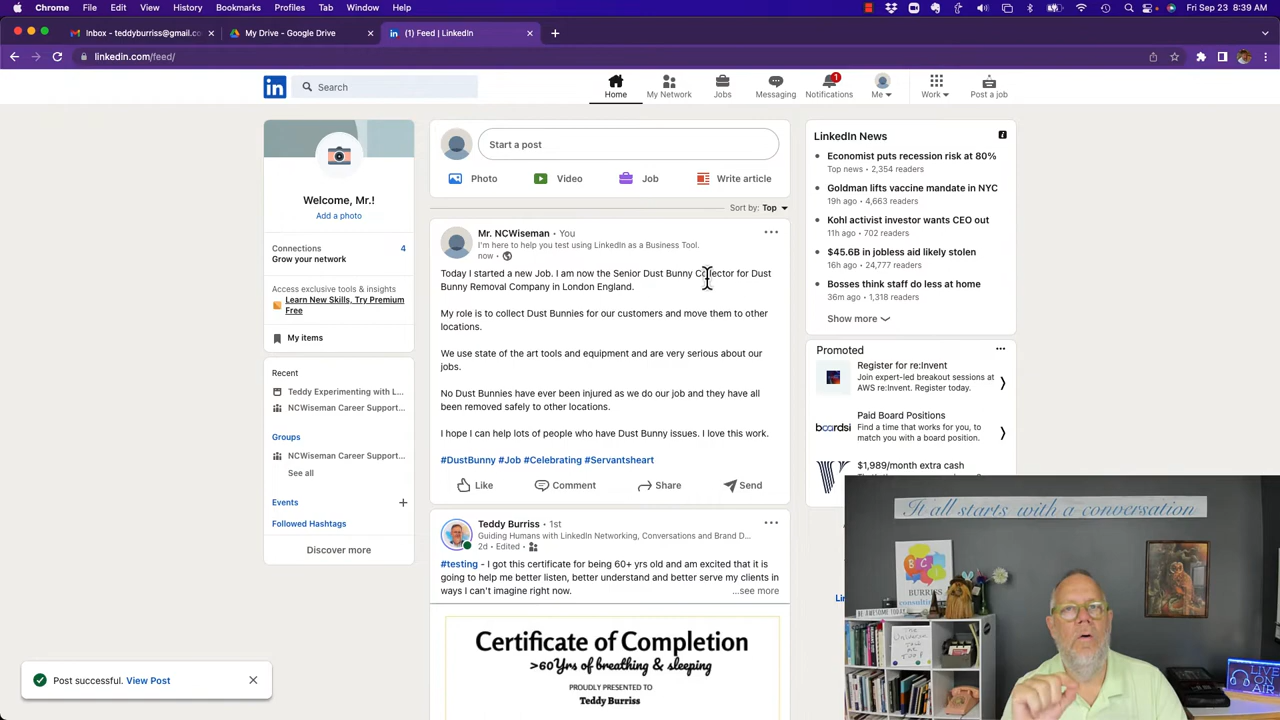 Chrome File Edit View History Bookmarks Profiles Tab Window Help
Fri Sep 23 8:39 AM
Inbox - teddyburriss@gmail.co
My Drive - Google Drive
(1) Feed | LinkedIn
linkedin.com/feed/
in
Search
Home
My Network
Jobs
Messaging
1
Notifications
Me
Work
Post a job
Welcome, Mr.!
Add a photo
Connections 4
Grow your network
Access exclusive tools & insights
Learn New Skills, Try Premium
Free
My items
Recent
Teddy Experimenting with L...
NCWiseman Career Support...
Groups
NCWiseman Career Support...
See all
Events
Followed Hashtags
Discover more
Start a post
Photo
Video
Job
Write article
Sort by: Top
Mr. NCWiseman • You
I'm here to help you test using LinkedIn as a Business Tool.
now •
Today I started a new Job. I am now the Senior Dust Bunny Collector for Dust
Bunny Removal Company in London England.
My role is to collect Dust Bunnies for our customers and move them to other
locations.
We use state of the art tools and equipment and are very serious about our
jobs.
No Dust Bunnies have ever been injured as we do our job and they have all
been removed safely to other locations.
I hope I can help lots of people who have Dust Bunny issues. I love this work.
#DustBunny #Job #Celebrating #Servantsheart
Like
Comment
Share
Send
Teddy Burriss • 1st
Guiding Humans with LinkedIn Networking, Conversations and Brand D...
2d • Edited •
#testing - I got this certificate for being 60+ yrs old and am excited that it is
going to help me better listen, better understand and better serve my clients in
ways I can't imagine right now.
...see more
Certificate of Completion
>60Yrs of breathing & sleeping
PROUDLY PRESENTED TO
Teddy Burriss
LinkedIn News
Economist puts recession risk at 80%
Top news • 2,354 readers
Goldman lifts vaccine mandate in NYC
19h ago • 4,663 readers
Kohl activist investor wants CEO out
11h ago • 702 readers
$45.6B in jobless aid likely stolen
16h ago • 24,777 readers
Bosses think staff do less at home
36m ago • 1,318 readers
Show more
Promoted
Register for re:Invent
Join expert-led breakout sessions at
AWS re:Invent. Register today.
boardsi
Paid Board Positions
Find a time that works for you, to
match you with a board position.
$1,989/month extra cash
Post successful. View Post
It all starts with a conversation
BC
BURRISS
consulting
BE AWESOME TODAY!
The
Universe
LIVE
ON AIR